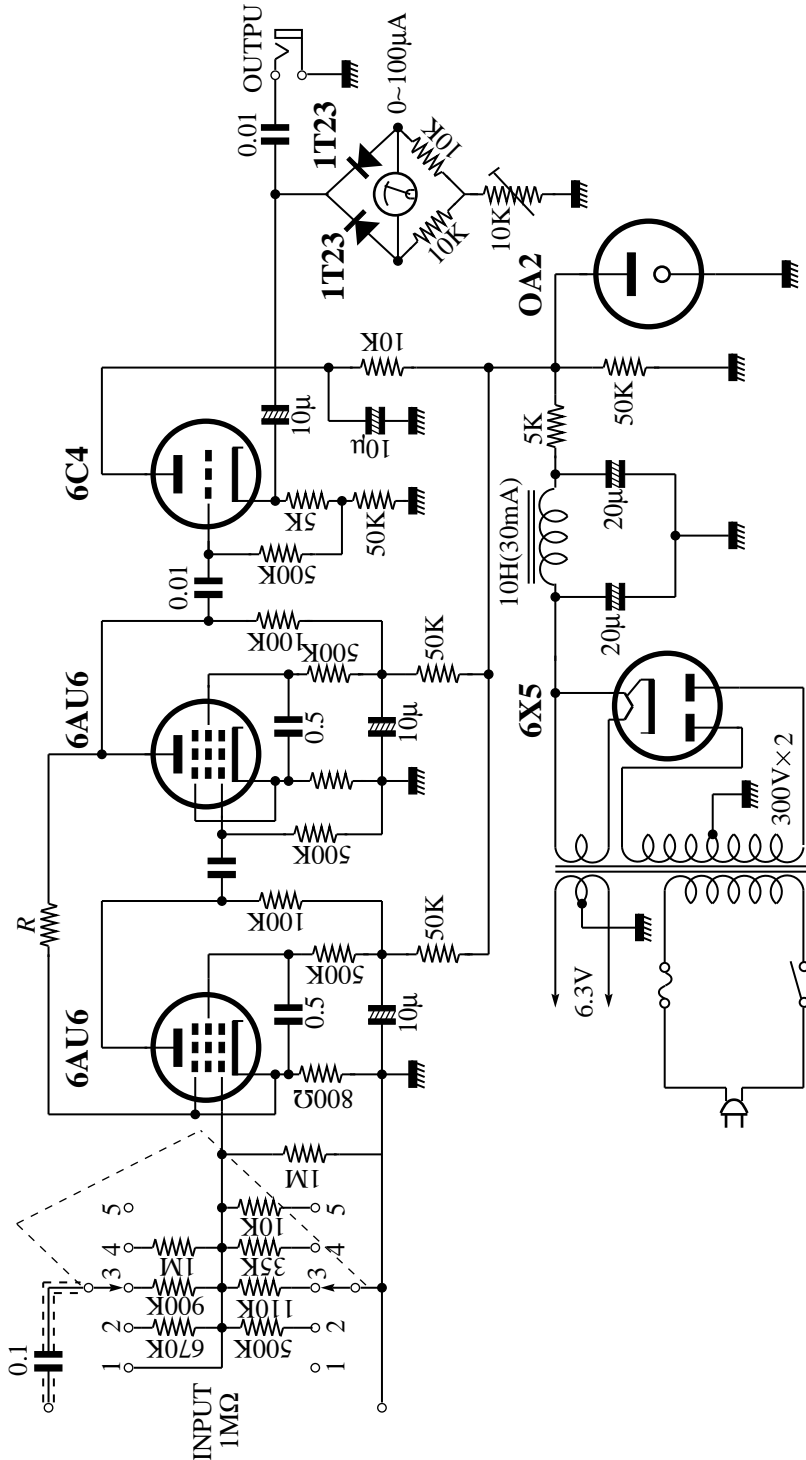 0.1
INPUT
1MΩ
1
2
3
4
5
670K
900K
1M
500K
110K
35K
10K
1
2
3
4
5
1M
R
6AU6
800Ω
0.5
500K
100K
10µ
50K
6AU6
500K
0.5
500K
100K
10µ
50K
0.01
6C4
500K
5K
50K
10µ
10µ
10K
0.01
OUTPU
1T23
1T23
0~100µA
10K
10K
10K
6.3V
300V×2
6X5
10H(30mA)
20µ
20µ
5K
50K
OA2